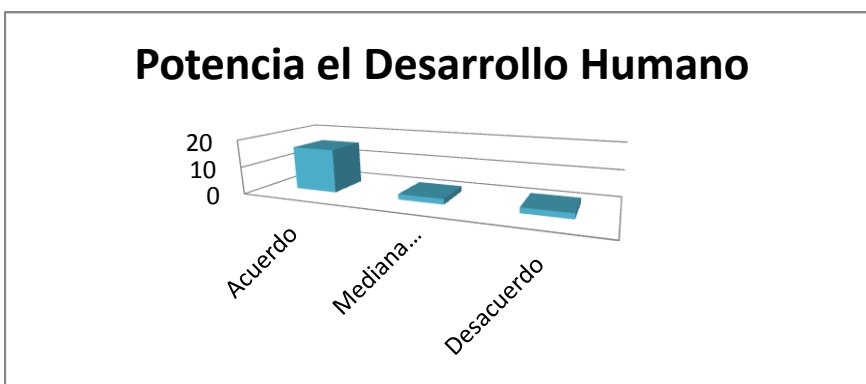 Potencia el Desarrollo Humano
20
10
0
Acuerdo
Mediana...
Desacuerdo